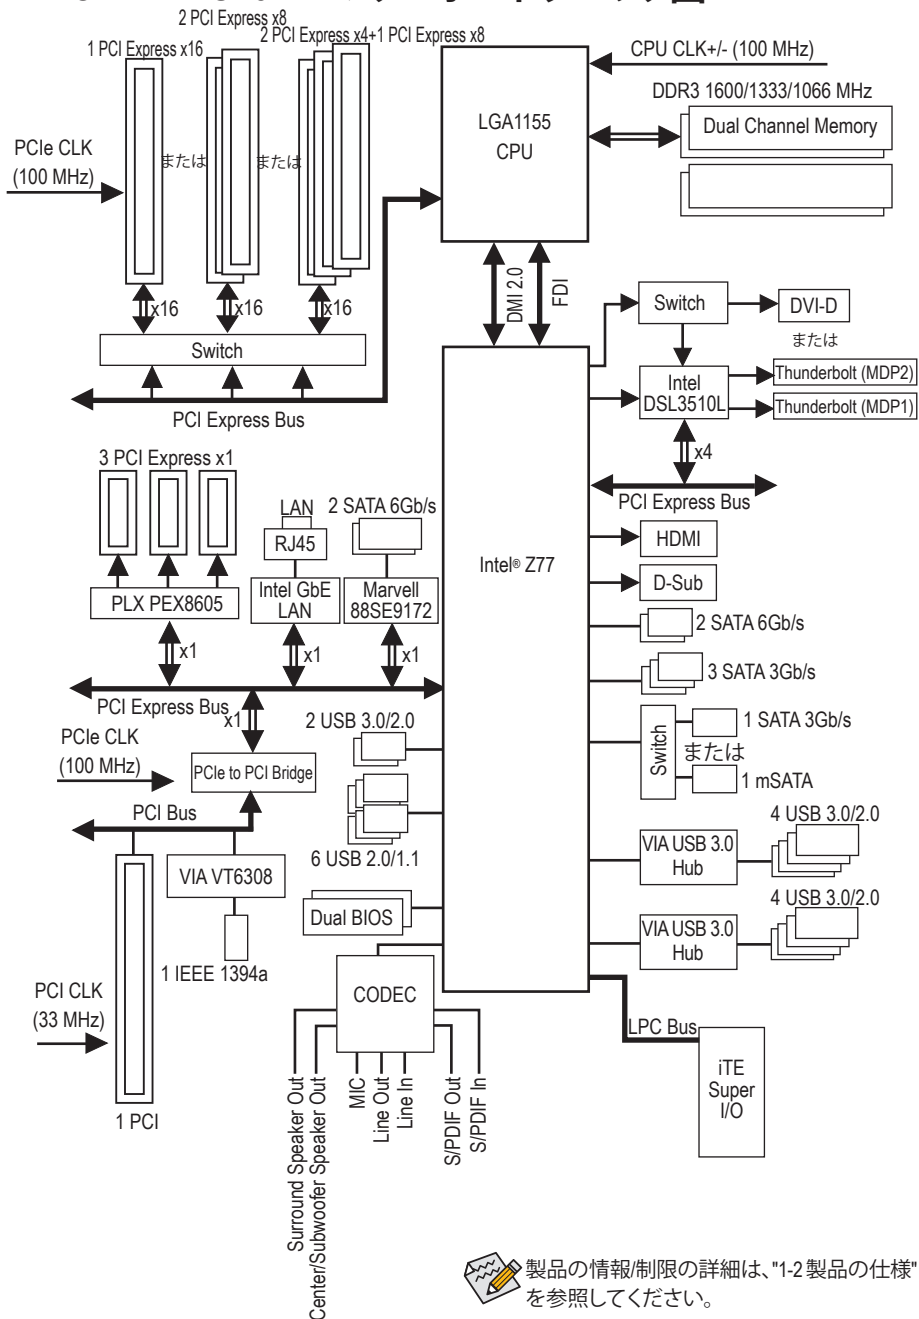 2 PCI Express x8
1 PCI Express x16
2 PCI Express x4+1 PCI Express x8
CPU CLK+/- (100 MHz)
DDR3 1600/1333/1066 MHz
LGA1155
CPU
Dual Channel Memory
PCIe CLK
(100 MHz)
または
または
x16
x16
x16
Switch
PCI Express Bus
DMI 2.0
FDI
Switch
DVI-D
または
Intel
DSL3510L
Thunderbolt (MDP2)
Thunderbolt (MDP1)
x4
PCI Express Bus
3 PCI Express x1
LAN
RJ45
2 SATA 6Gb/s
PLX PEX8605
Intel GbE
LAN
Marvell
88SE9172
x1
x1
x1
Intel® Z77
HDMI
D-Sub
2 SATA 6Gb/s
3 SATA 3Gb/s
Switch
1 SATA 3Gb/s
または
1 mSATA
PCI Express Bus
x1
PCIe CLK
(100 MHz)
PCIe to PCI Bridge
2 USB 3.0/2.0
PCI Bus
6 USB 2.0/1.1
VIA VT6308
1 IEEE 1394a
Dual BIOS
VIA USB 3.0
Hub
4 USB 3.0/2.0
VIA USB 3.0
Hub
4 USB 3.0/2.0
PCI CLK
(33 MHz)
1 PCI
CODEC
Surround Speaker Out
Center/Subwoofer Speaker Out
MIC
Line Out
Line In
S/PDIF Out
S/PDIF In
LPC Bus
iTE
Super
I/O
製品の情報/制限の詳細は、"1-2 製品の仕様"
を参照してください。